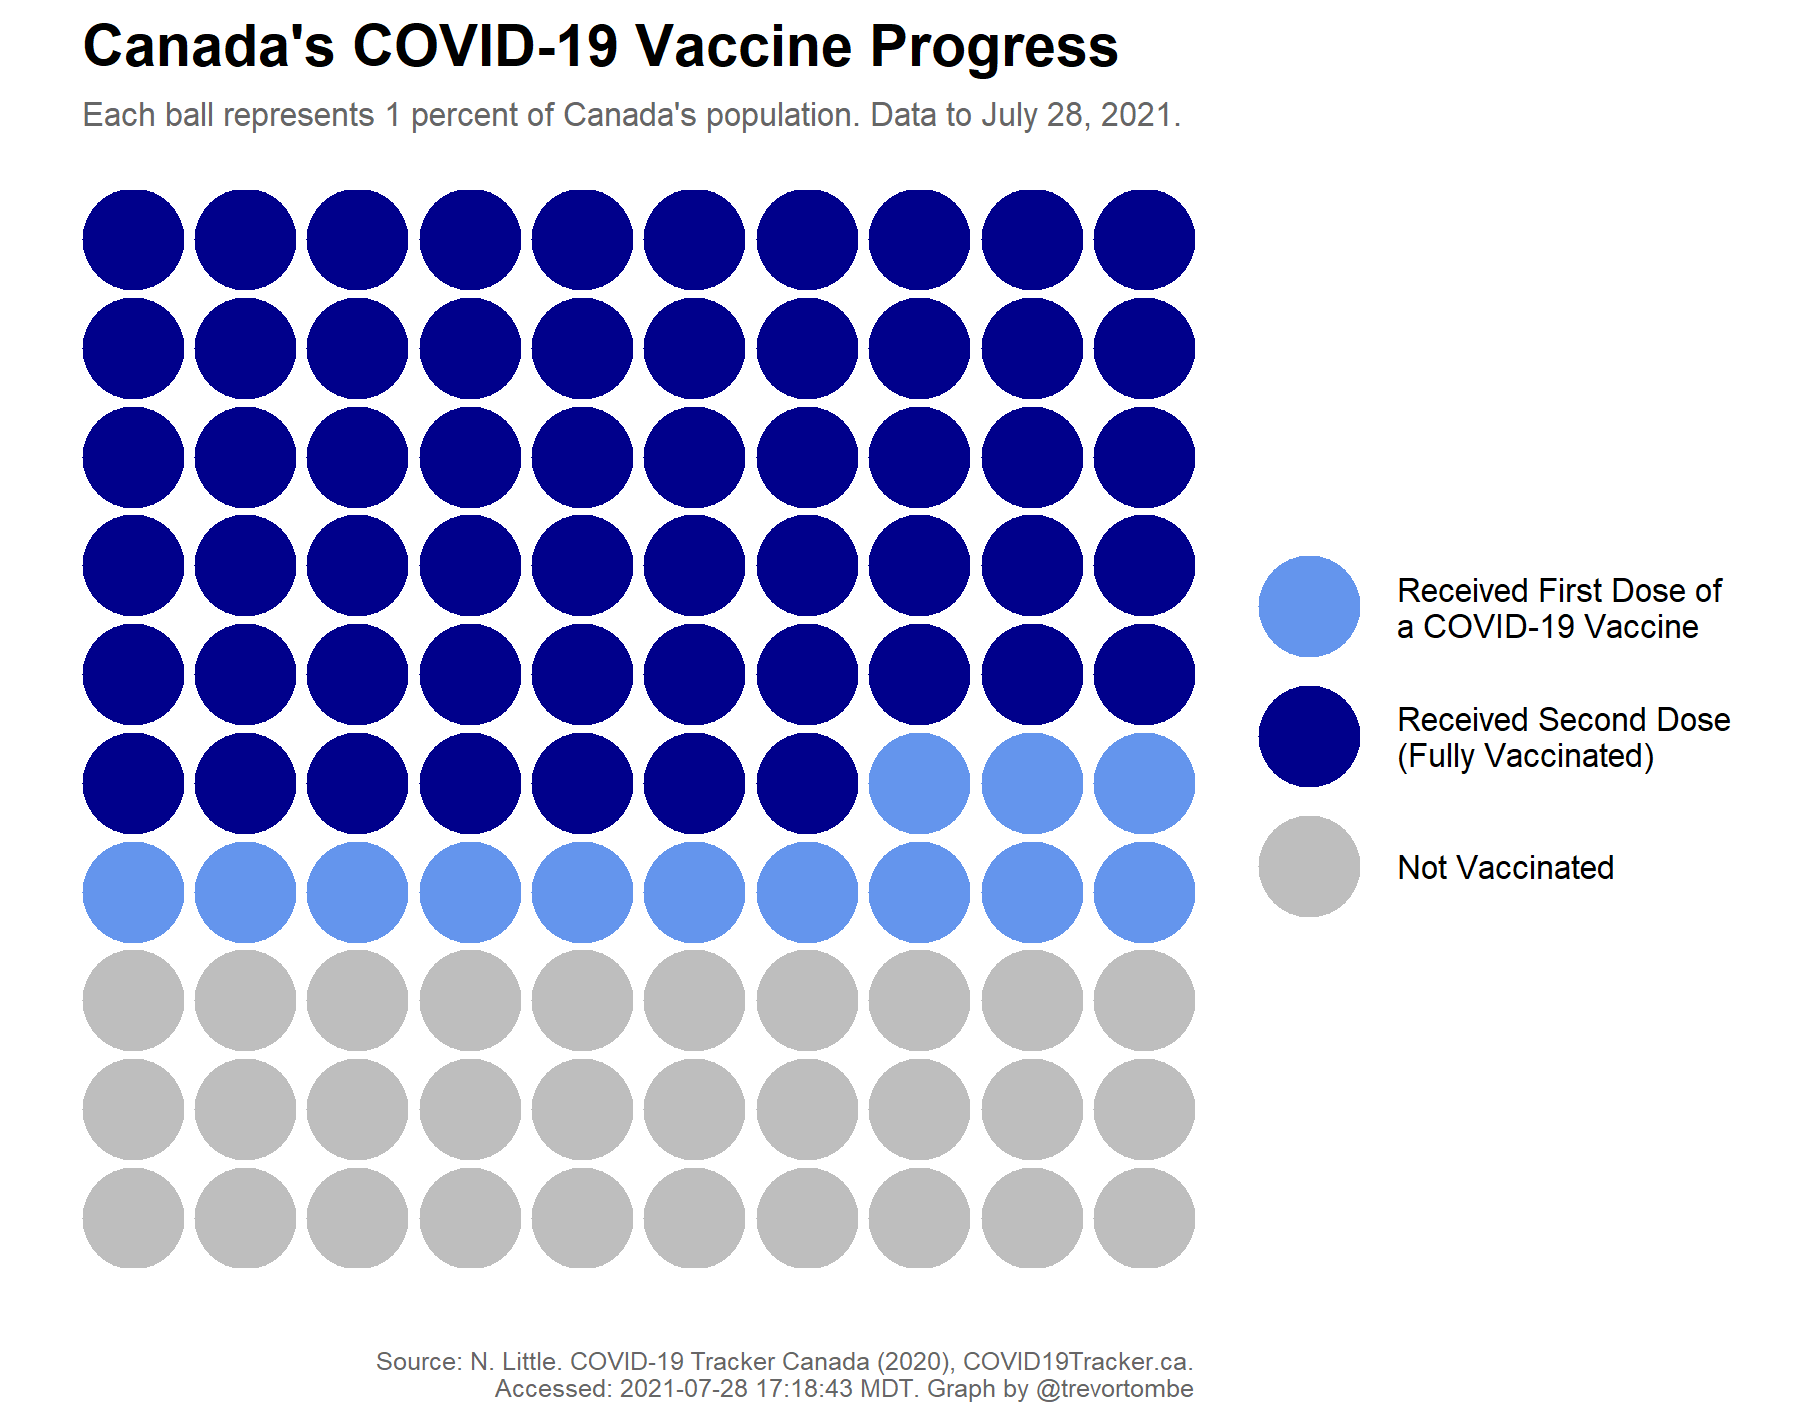 Canada's COVID-19 Vaccine Progress
Each ball represents 1 percent of Canada's population. Data to July 28, 2021.
Received First Dose of
a COVID-19 Vaccine
Received Second Dose
(Fully Vaccinated)
Not Vaccinated
Source: N. Little. COVID-19 Tracker Canada (2020), COVID19Tracker.ca.
Accessed: 2021-07-28 17:18:43 MDT. Graph by @trevortombe